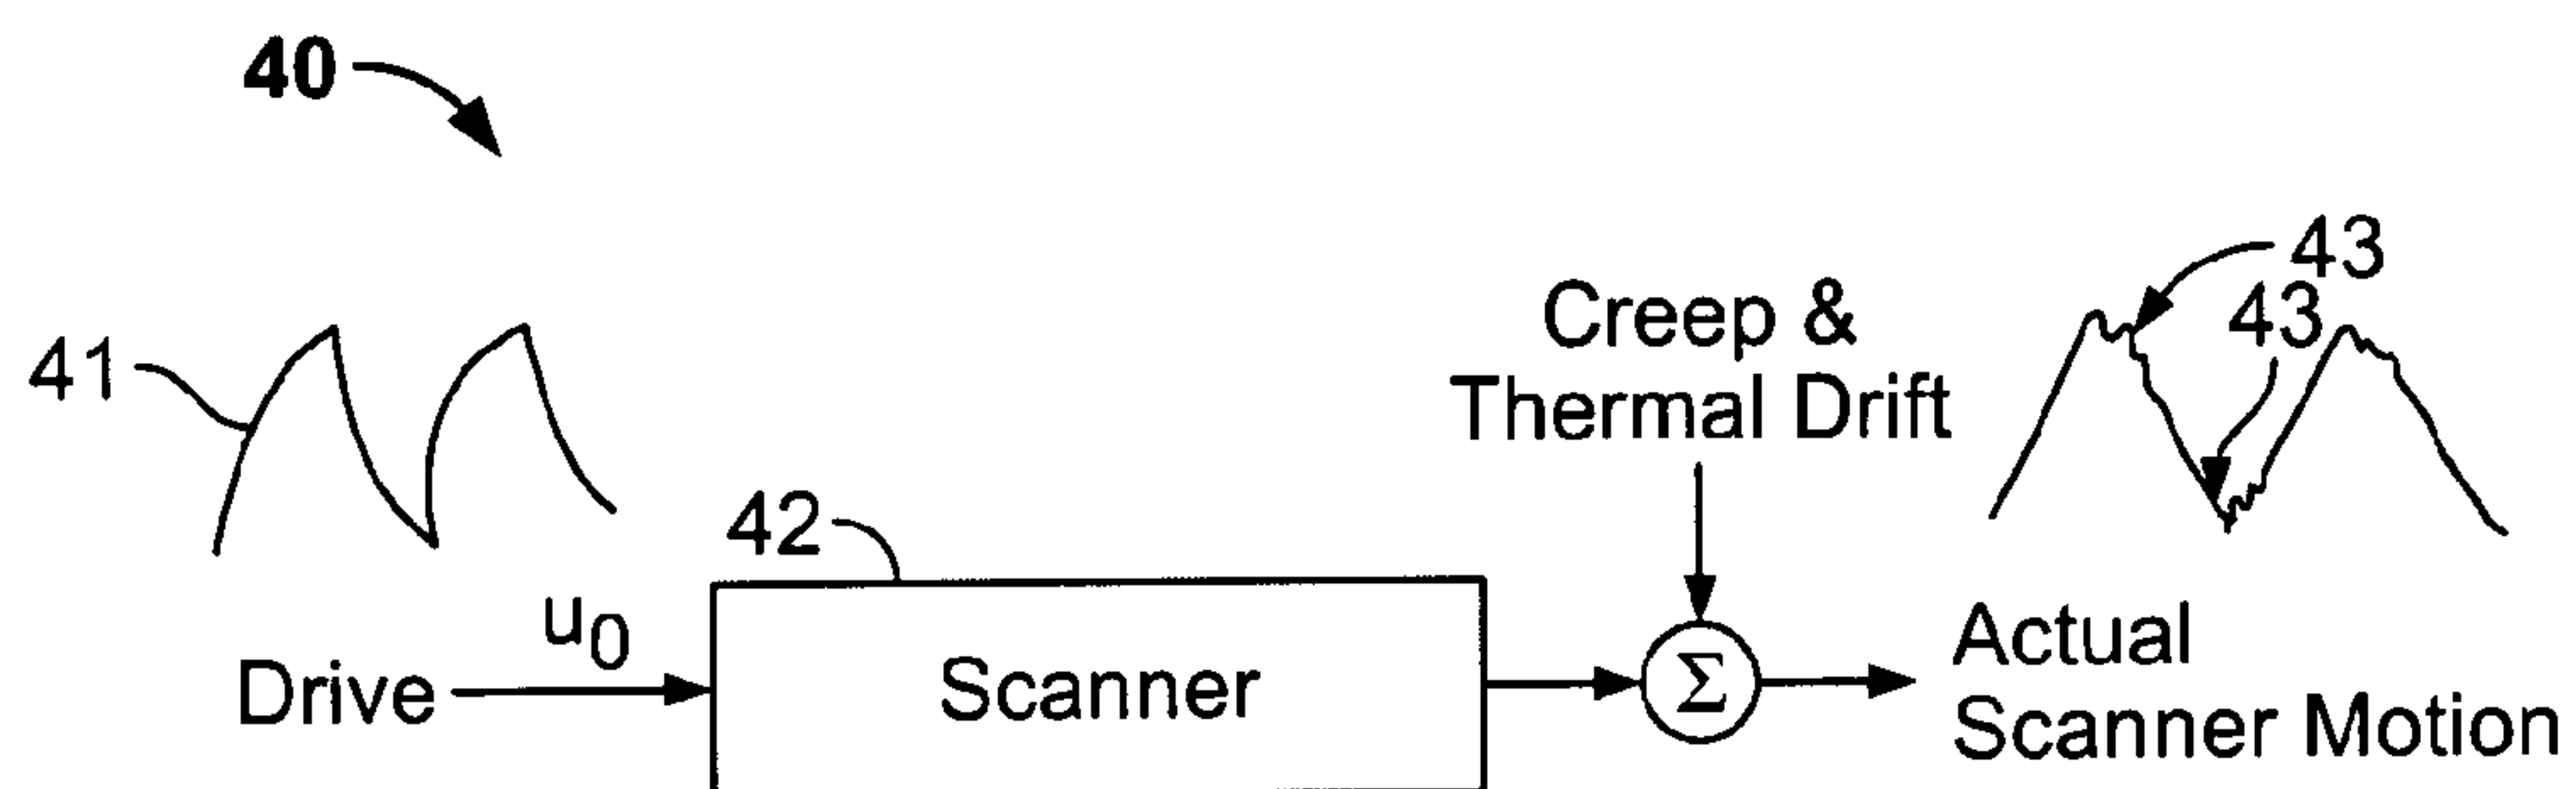 40
43
43
41
Creep &
Thermal Drift
42
u₀
Drive
Scanner
Σ
Actual
Scanner Motion